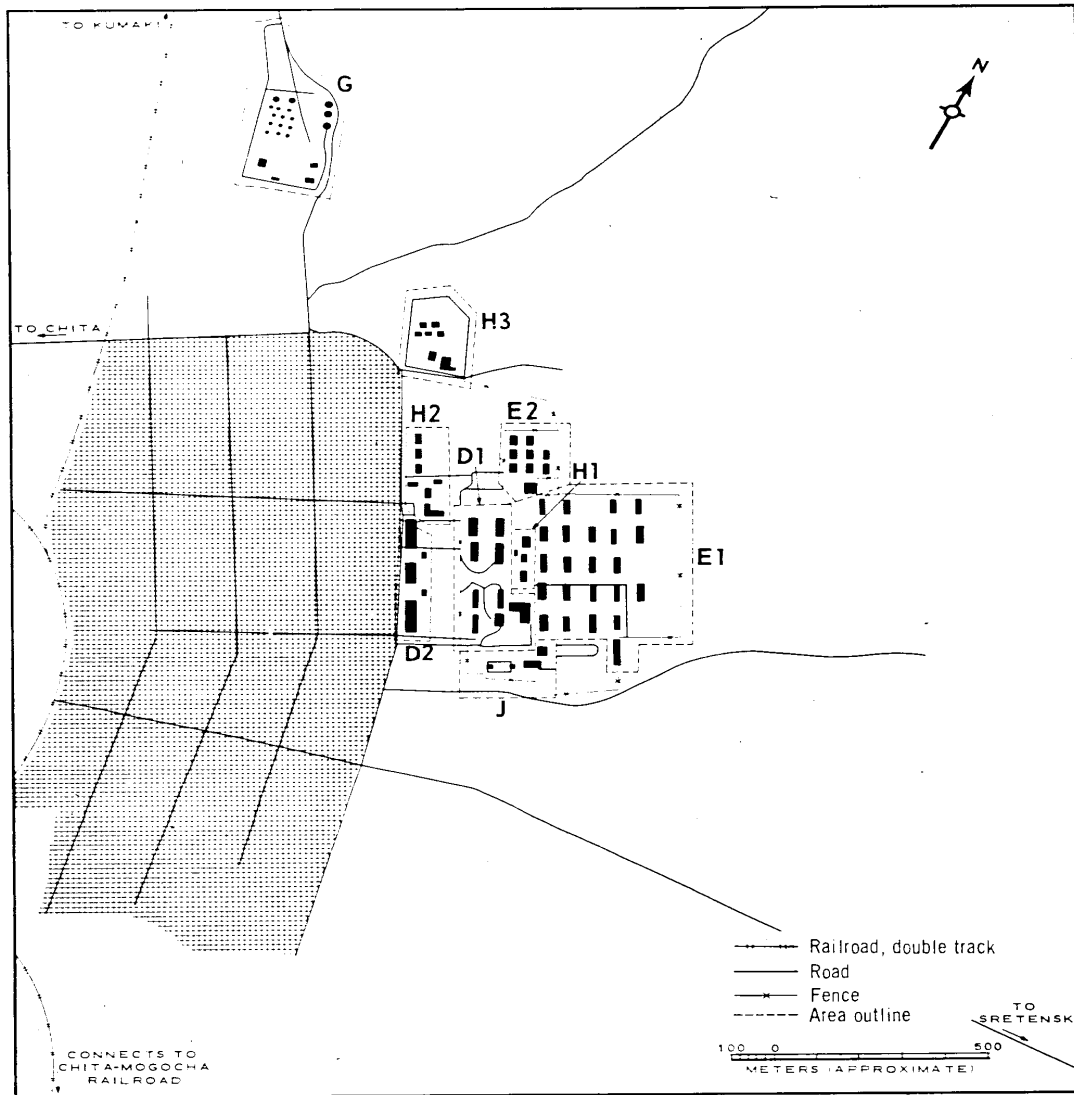 TO KUMAKI
G
N
H3
TO CHITA
H2
E2
D1
H1
E1
D2
J
Railroad, double track
Road
Fence
Area outline
TO
SRETENSK
100 0 500
METERS (APPROXIMATE)
CONNECTS TO
CHITA-MOGOCHA
RAILROAD